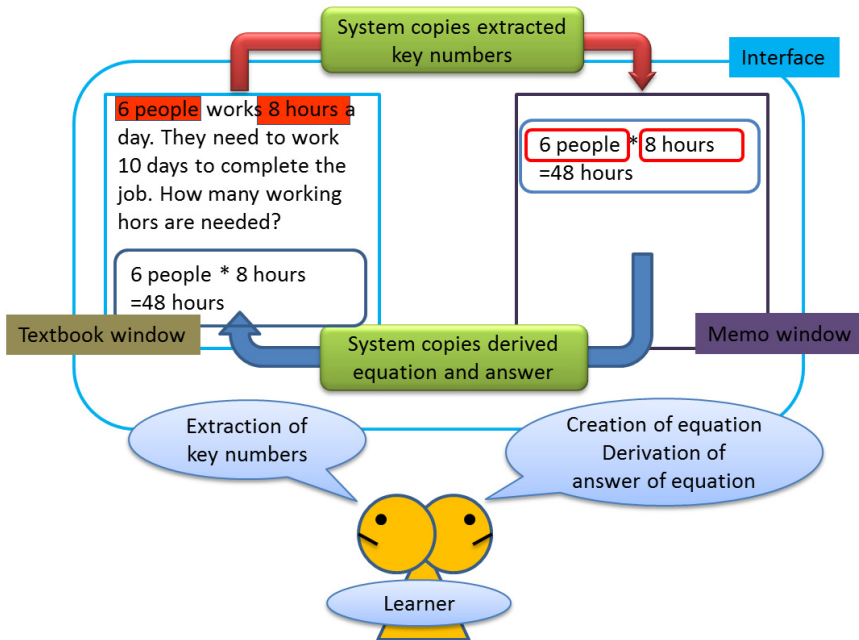 System copies extracted
key numbers
Interface
6 people works 8 hours a
day. They need to work
10 days to complete the
job. How many working
hors are needed?
6 people * 8 hours
=48 hours
6 people * 8 hours
=48 hours
Textbook window
System copies derived
equation and answer
Memo window
Extraction of
key numbers
Creation of equation
Derivation of
answer of equation
Learner